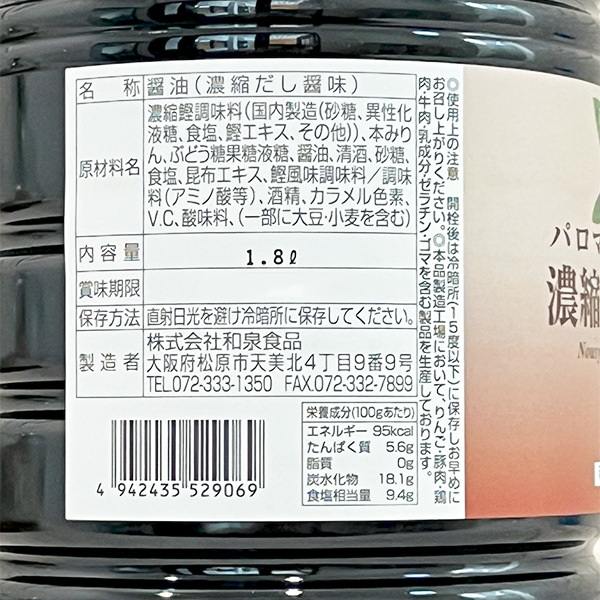 名称 醤油(濃縮だし醤味)
原材料名 濃縮鰹調味料(国内製造(砂糖、異性化
液糖、食塩、鰹エキス、その他))、本みり
ん、ぶどう糖果糖液糖、醤油、清酒、砂糖、
食塩、昆布エキス、鰹風味調味料/調味
料(アミノ酸等)、酒精、カラメル色素、
V.C、酸味料、(一部に大豆・小麦を含む)
内容量 1.8ℓ
賞味期限
保存方法 直射日光を避け冷暗所に保存してください。
製造者 株式会社和泉食品
大阪府松原市天美北4丁目9番9号
TEL.072-333-1350 FAX.072-332-7899
4 942435 529069
栄養成分(100gあたり)
エネルギー 95kcal
たんぱく質 5.6g
脂質 0g
炭水化物 18.1g
食塩相当量 9.4g
◎使用上の注意 開栓後は冷暗所(15度以下)に保存しお早めに
お召し上がりください。◎本品製造工場において、りんご・豚肉・鶏
肉・牛肉・乳成分・ゼラチン・ゴマを含む製品を生産しております。
パロマ
濃縮